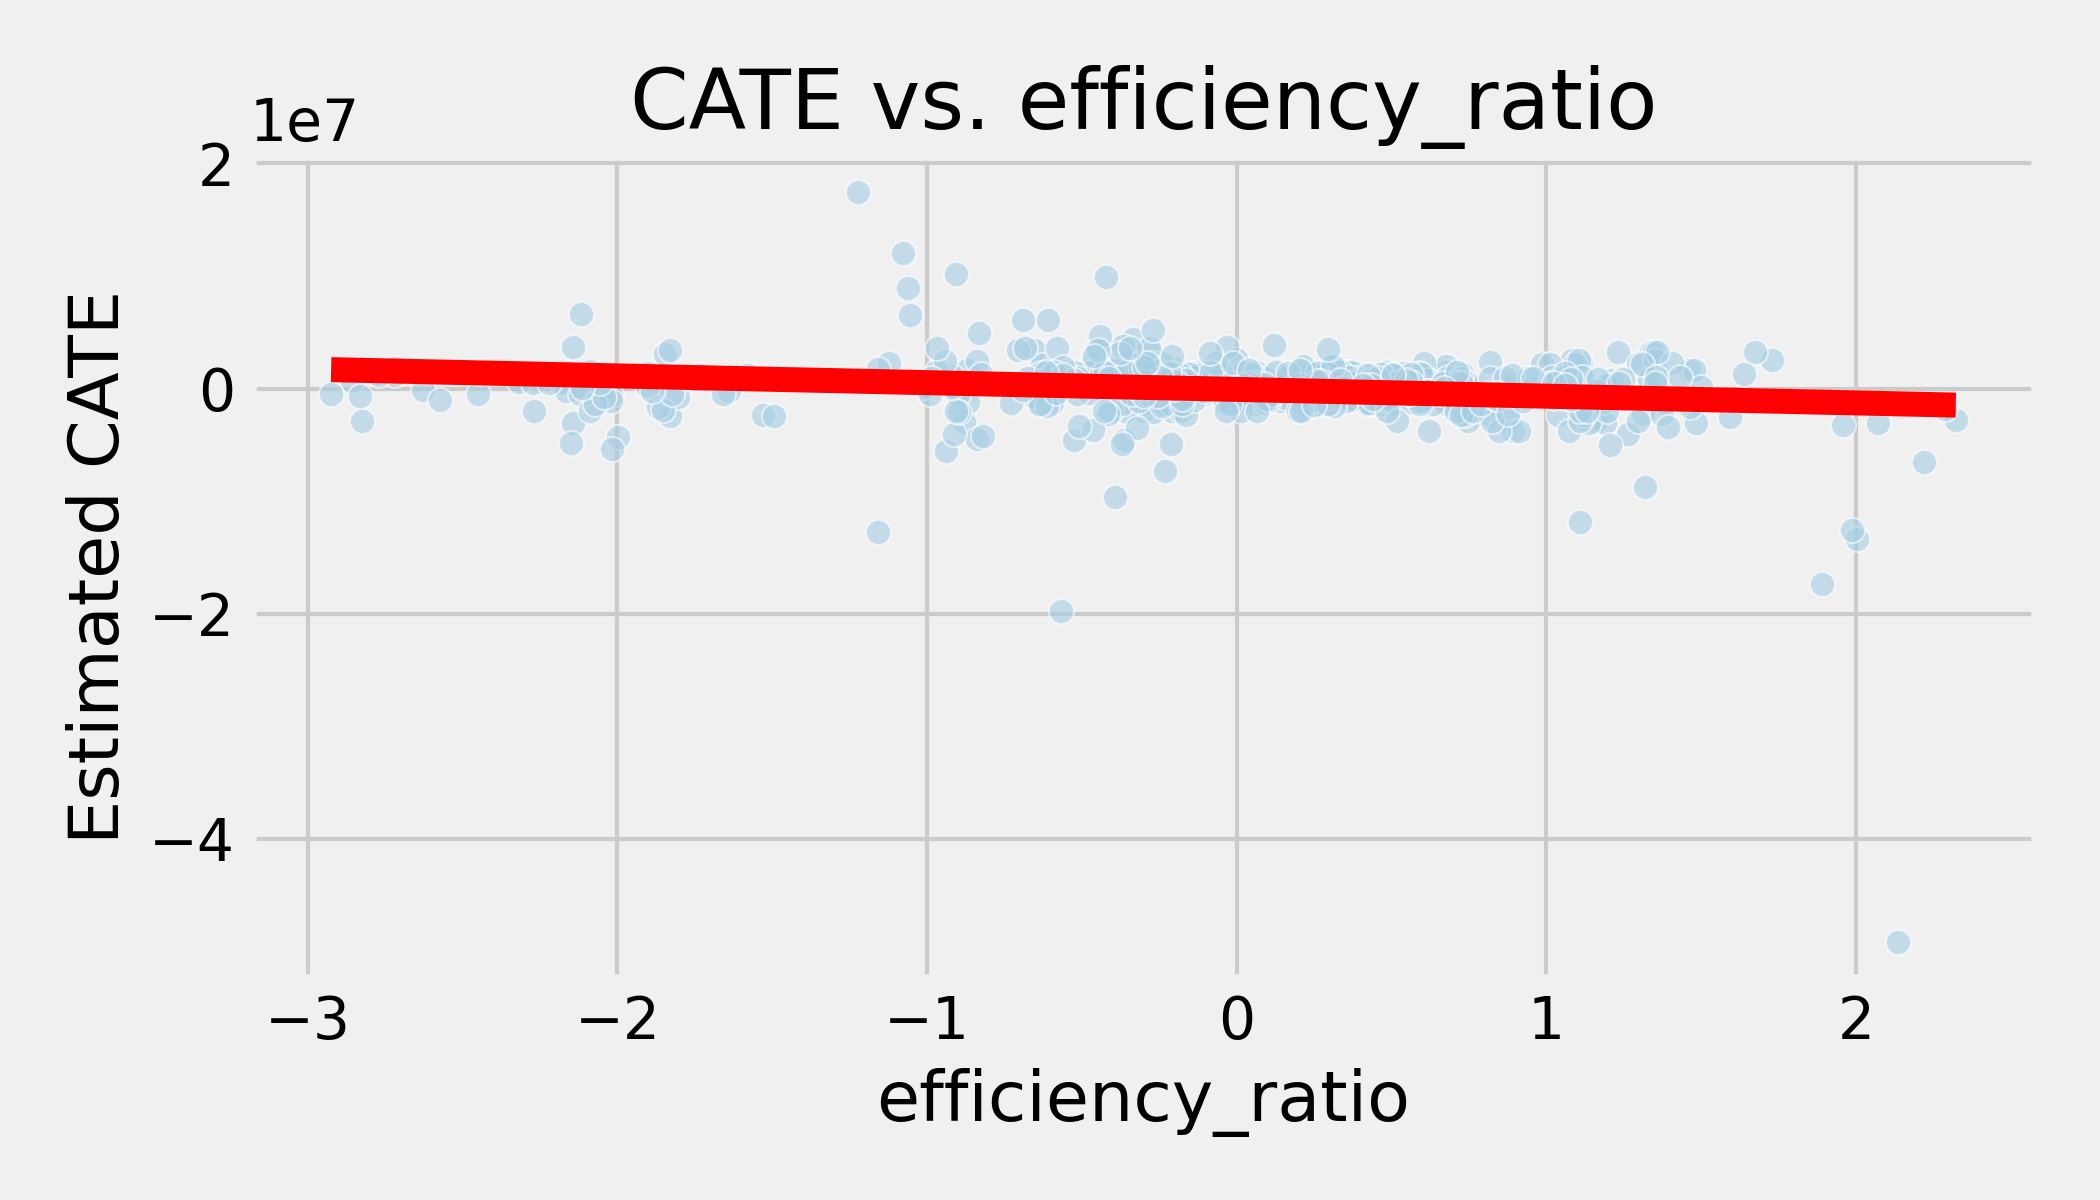 CATE vs. efficiency_ratio
1e7
2
0
−2
−4
Estimated CATE
−3 −2 −1 0 1 2
efficiency_ratio